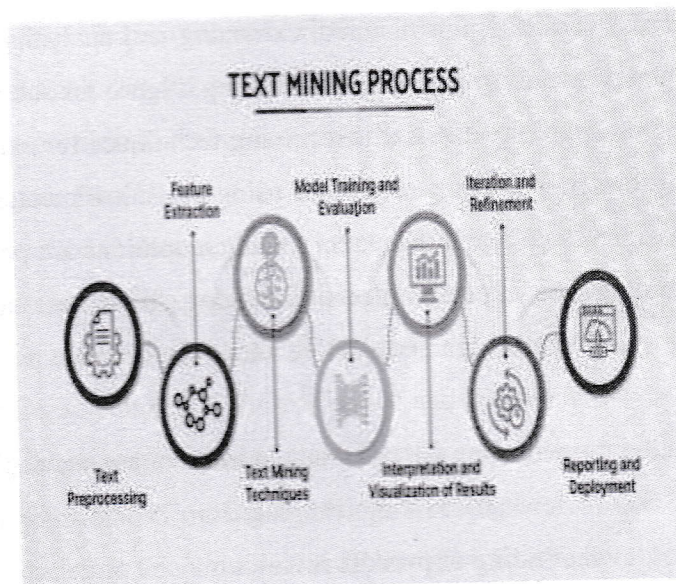 TEXT MINING PROCESS
Feature
Extraction
Model Training and
Evaluation
Iteration and
Refinement
Text
Preprocessing
Text Mining
Techniques
Interpretation and
Visualization of Results
Reporting and
Deployment